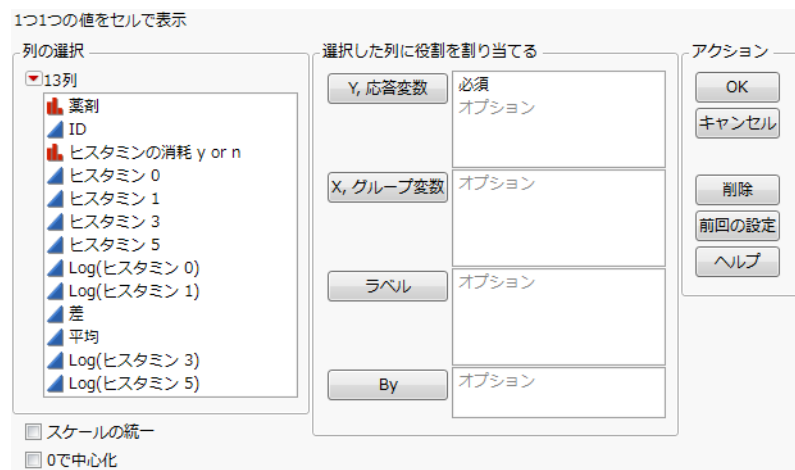 1つ1つの値をセルで表示
列の選択
13列
薬剤
ID
ヒスタミンの消耗 y or n
ヒスタミン 0
ヒスタミン 1
ヒスタミン 3
ヒスタミン 5
Log(ヒスタミン 0)
Log(ヒスタミン 1)
差
平均
Log(ヒスタミン 3)
Log(ヒスタミン 5)
スケールの統一
0で中心化
選択した列に役割を割り当てる
Y, 応答変数
必須
オプション
X, グループ変数
オプション
ラベル
オプション
By
オプション
アクション
OK
キャンセル
削除
前回の設定
ヘルプ